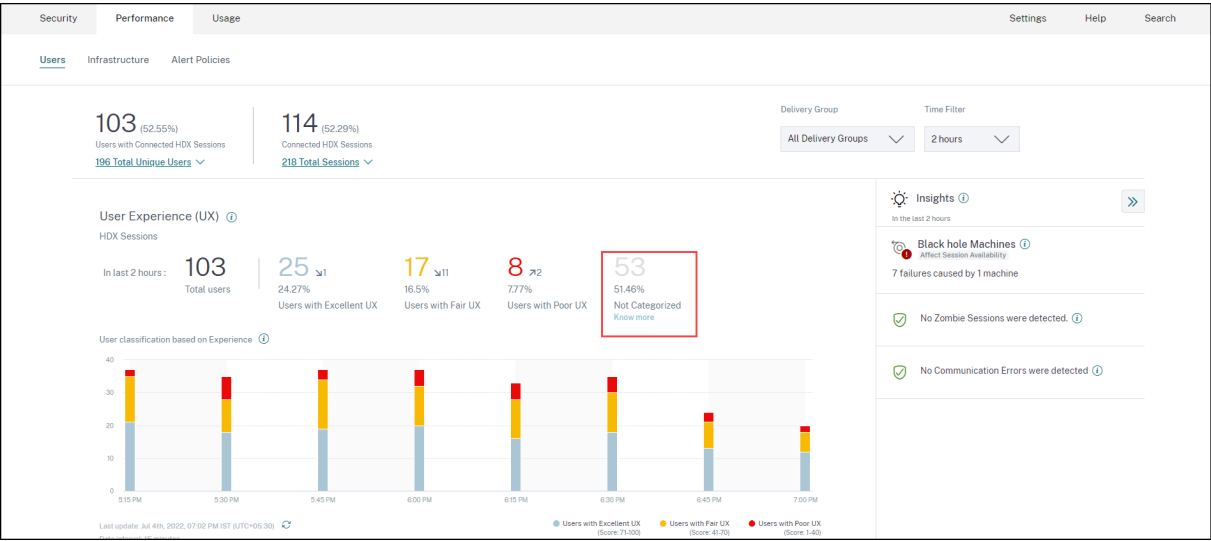 Security Performance Usage Settings Help Search
Users Infrastructure Alert Policies
103 (52.55%)
Users with Connected HDX Sessions
196 Total Unique Users
114 (52.29%)
Connected HDX Sessions
218 Total Sessions
Delivery Group
All Delivery Groups
Time Filter
2 hours
User Experience (UX)
HDX Sessions
In last 2 hours :
103
Total users
25 1
24.27%
Users with Excellent UX
17 11
16.5%
Users with Fair UX
8 2
7.77%
Users with Poor UX
53
51.46%
Not Categorized
Know more
User classification based on Experience
40
30
20
10
0
5:15 PM 5:30 PM 5:45 PM 6:00 PM 6:15 PM 6:30 PM 6:45 PM 7:00 PM
Last update: Jul 4th, 2022, 07:02 PM IST (UTC+05:30)
Users with Excellent UX
(Score: 71-100)
Users with Fair UX
(Score: 41-70)
Users with Poor UX
(Score: 1-40)
Insights
In the last 2 hours
Black hole Machines
Affect Session Availability
7 failures caused by 1 machine
No Zombie Sessions were detected.
No Communication Errors were detected